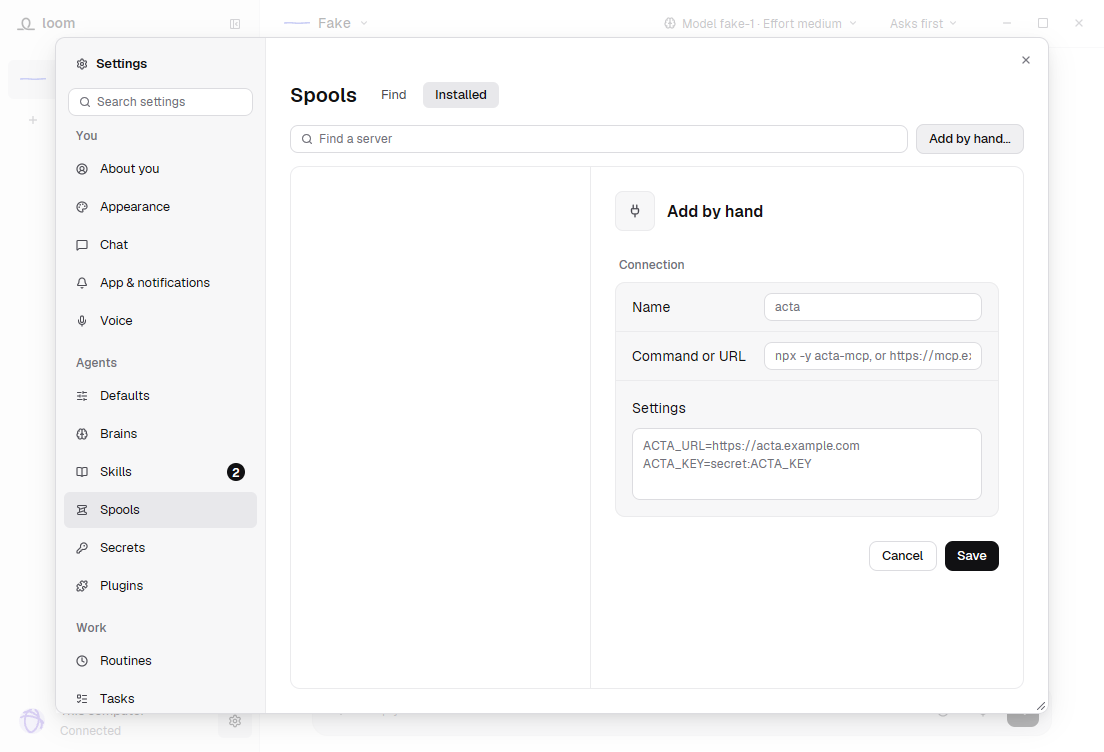 loom
Fake
Model fake-1 · Effort medium
Asks first
Settings
Search settings
You
About you
Appearance
Chat
App & notifications
Voice
Agents
Defaults
Brains
Skills
2
Spools
Secrets
Plugins
Work
Routines
Tasks
Connected
Spools
Find
Installed
Find a server
Add by hand...
Add by hand
Connection
Name
acta
Command or URL
npx -y acta-mcp, or https://mcp.ex
Settings
ACTA_URL=https://acta.example.com
ACTA_KEY=secret:ACTA_KEY
Cancel
Save